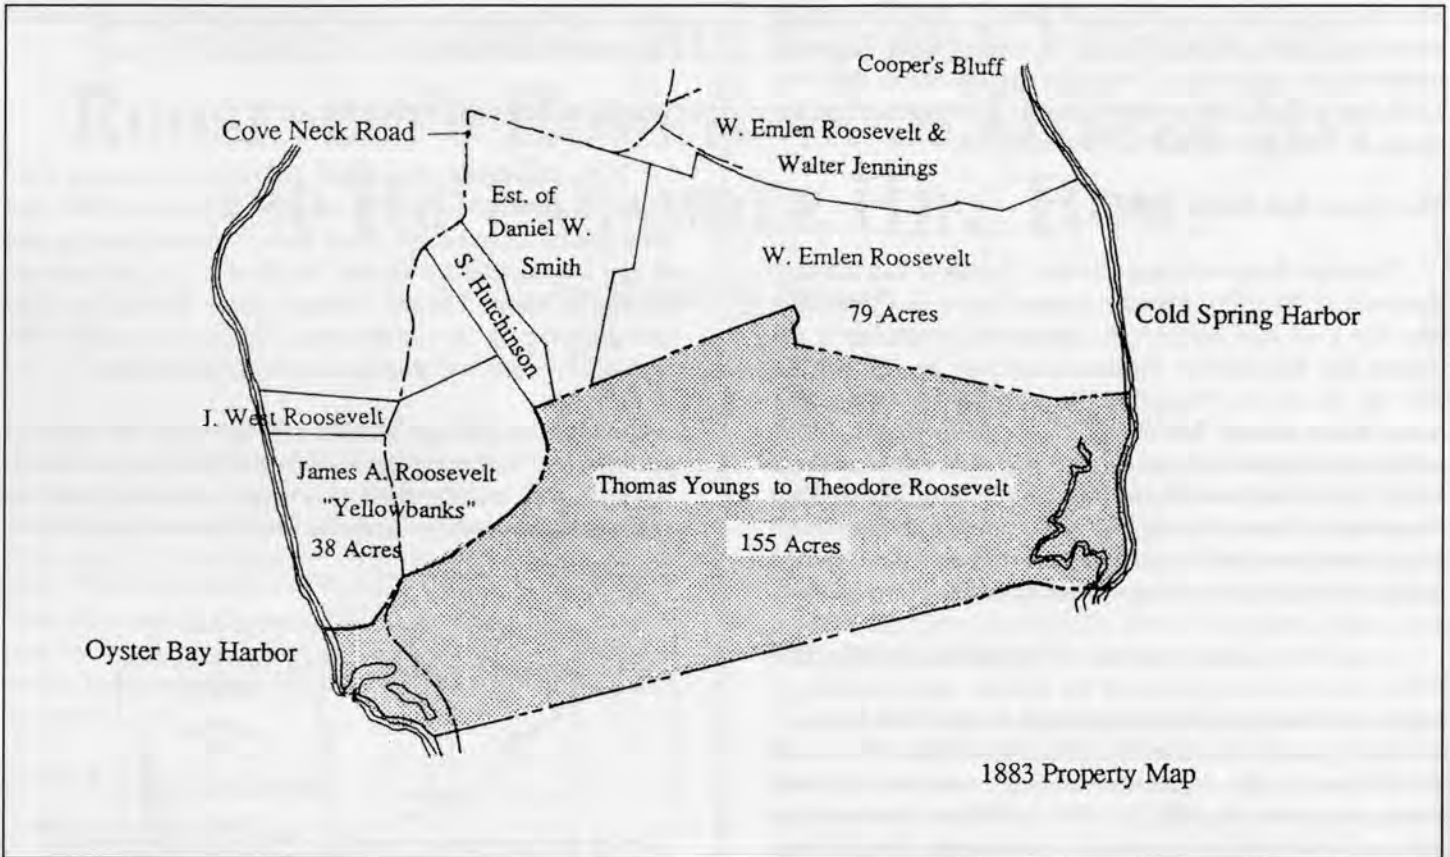 Cooper's Bluff
Cove Neck Road
W. Emlen Roosevelt &
Walter Jennings
Est. of
Daniel W.
Smith
S. Hutchinson
W. Emlen Roosevelt
79 Acres
Cold Spring Harbor
J. West Roosevelt
James A. Roosevelt
"Yellowbanks"
38 Acres
Thomas Youngs to Theodore Roosevelt
155 Acres
Oyster Bay Harbor
1883 Property Map